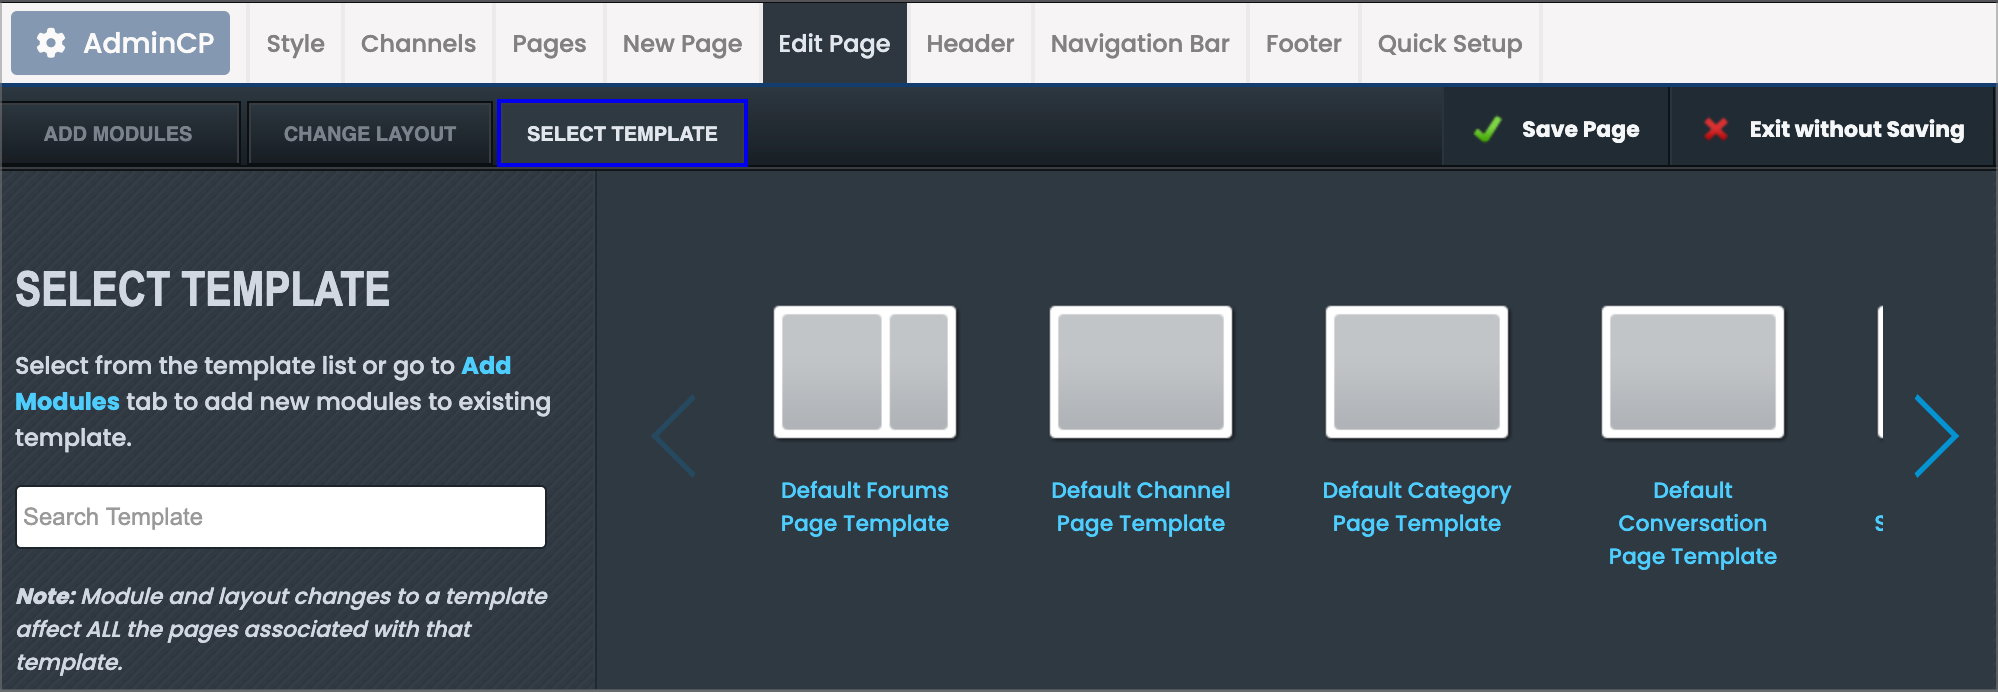 AdminCP
Style
Channels
Pages
New Page
Edit Page
Header
Navigation Bar
Footer
Quick Setup
ADD MODULES
CHANGE LAYOUT
SELECT TEMPLATE
Save Page
Exit without Saving
SELECT TEMPLATE
Select from the template list or go to Add
Modules tab to add new modules to existing
template.
Search Template
Note: Module and layout changes to a template
affect ALL the pages associated with that
template.
Default Forums
Page Template
Default Channel
Page Template
Default Category
Page Template
Default
Conversation
Page Template